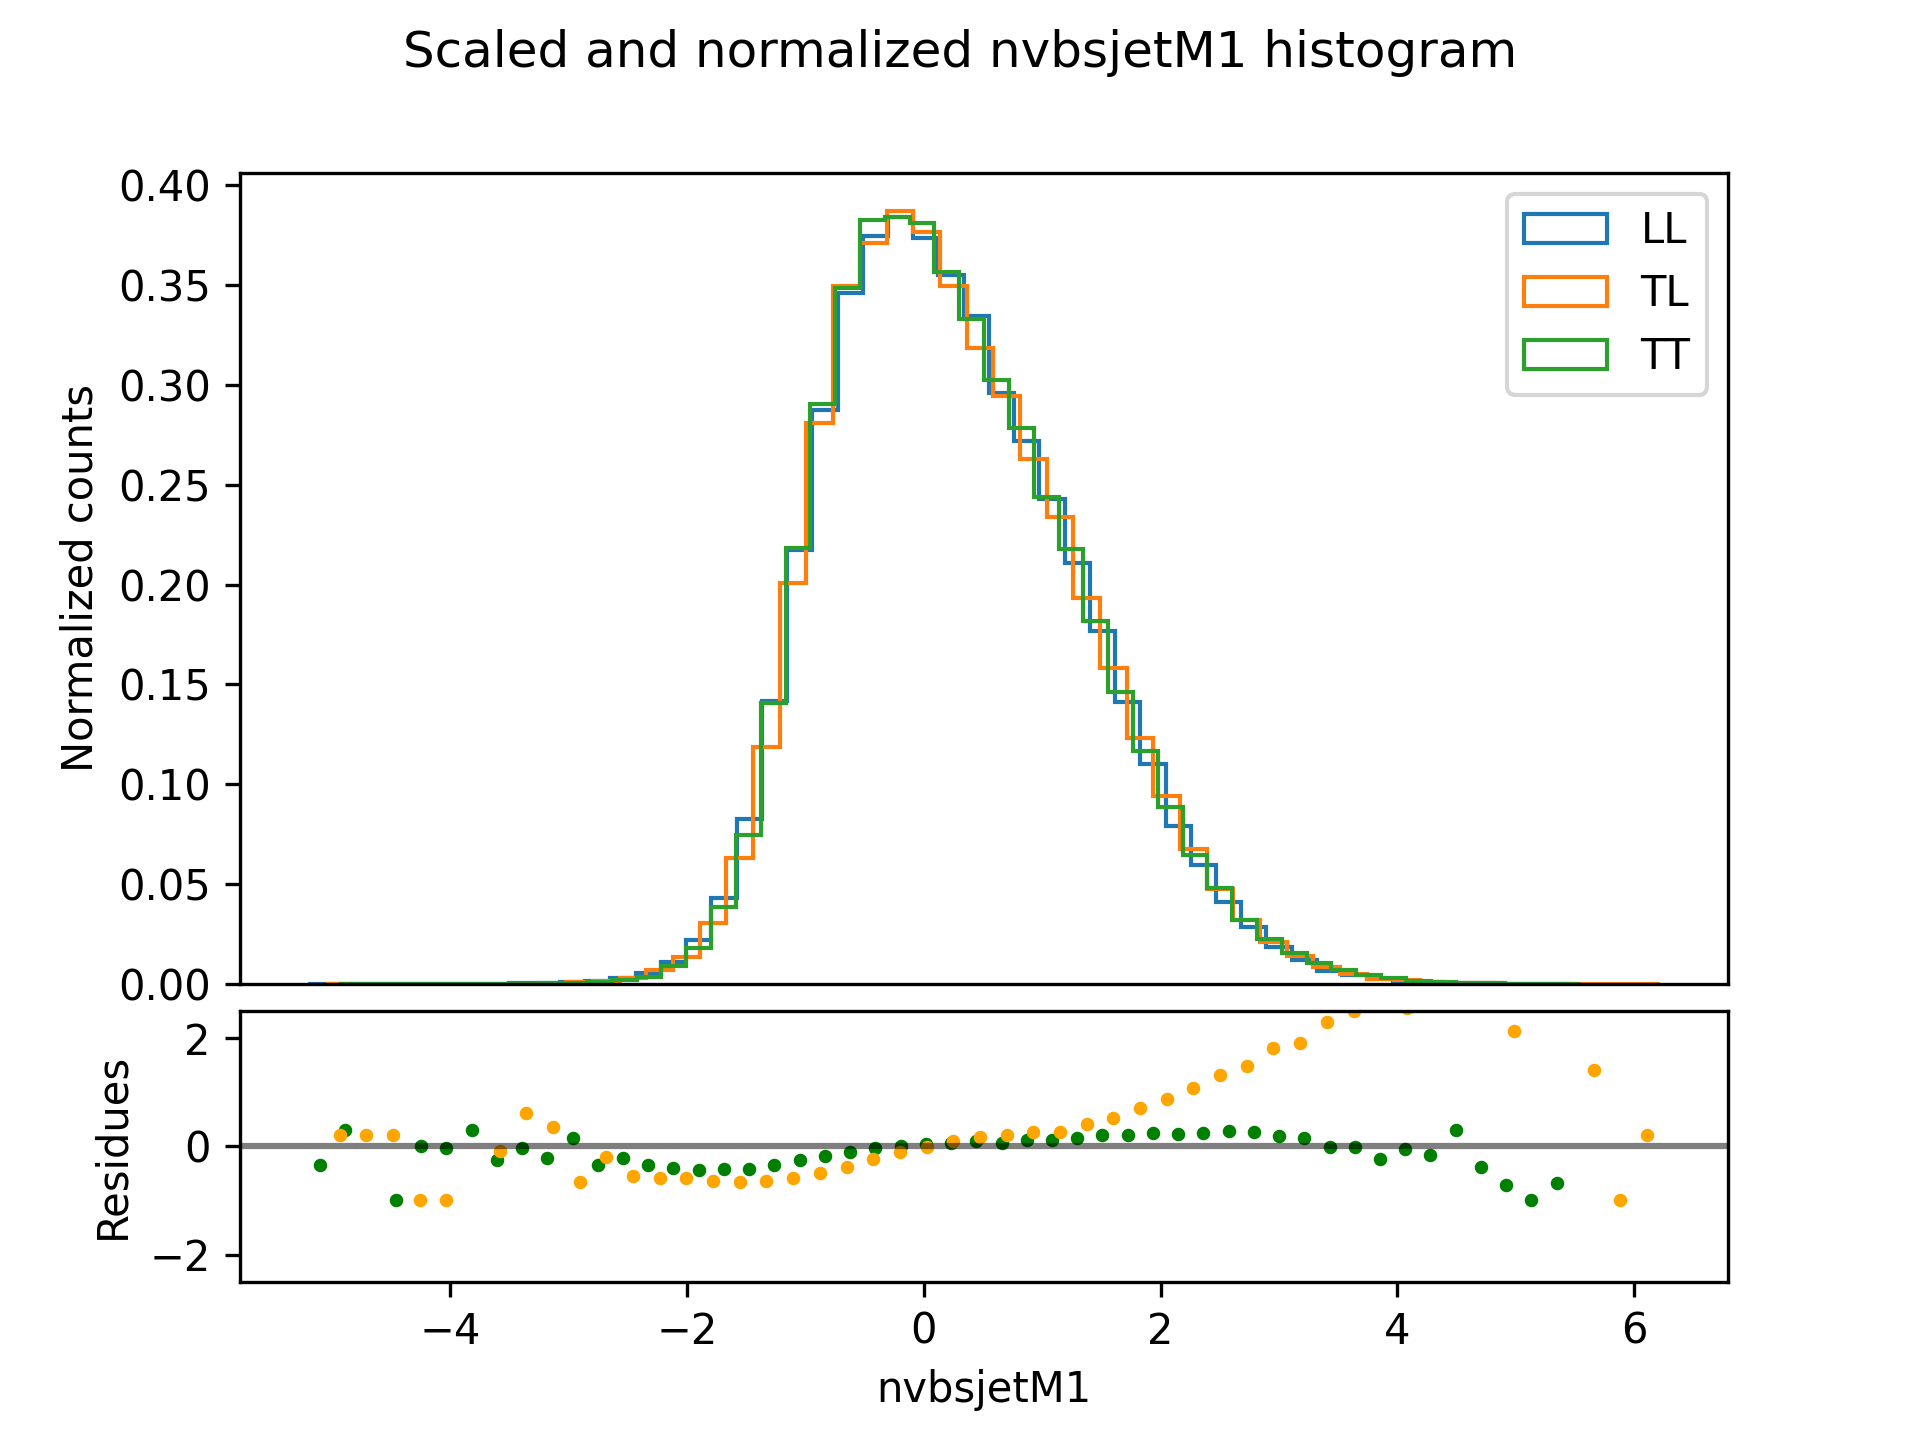 Scaled and normalized nvbsjetM1 histogram
0.40
0.35
0.30
0.25
0.20
0.15
0.10
0.05
0.00
Normalized counts
LL
TL
TT
2
0
−2
Residues
−4 −2 0 2 4 6
nvbsjetM1